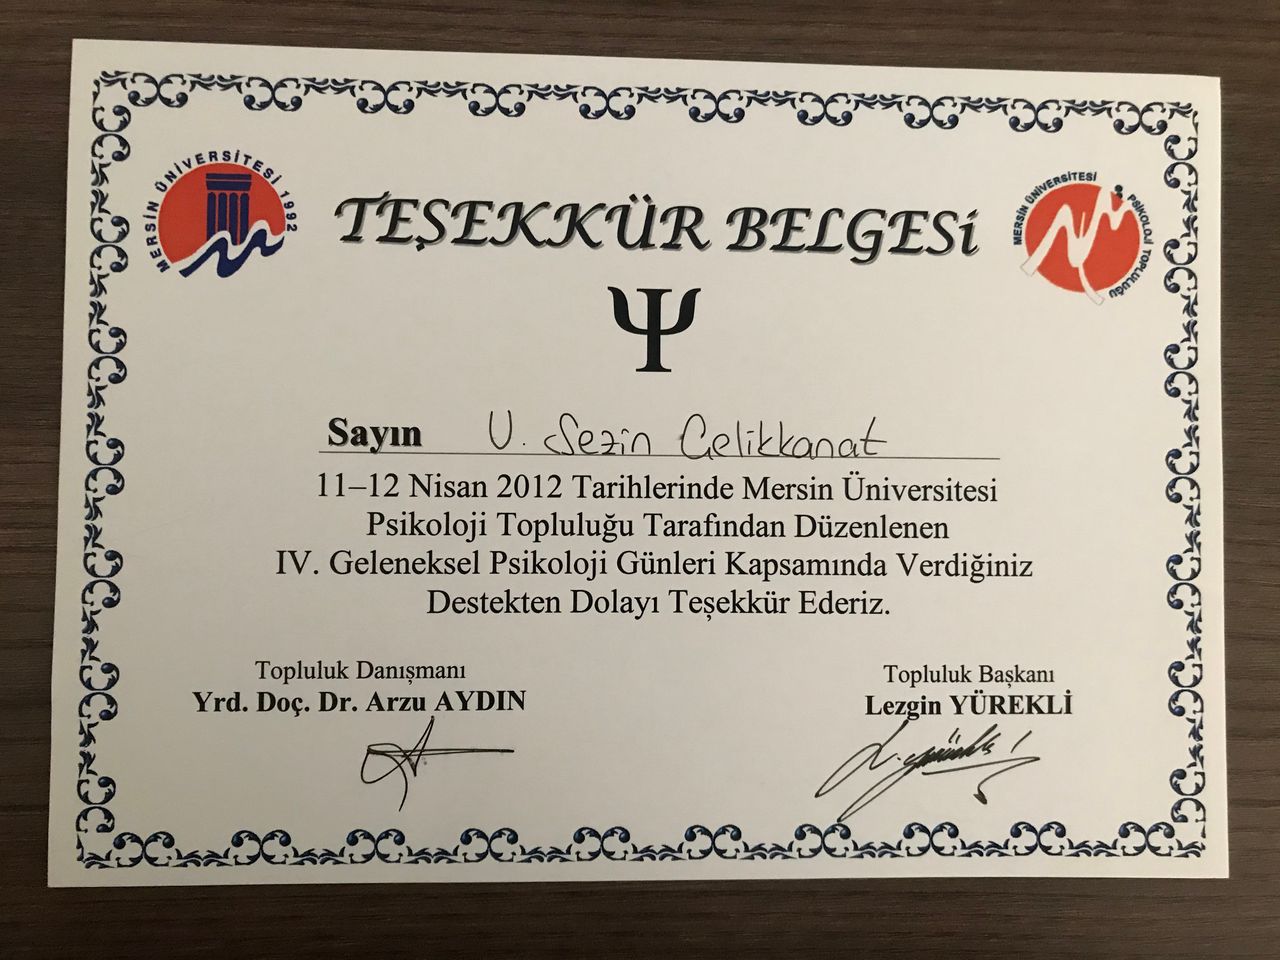 MERSİN ÜNİVERSİTESİ 1992
TEŞEKKÜR BELGESİ
MERSİN ÜNİVERSİTESİ PSİKOLOJİ TOPLULUĞU
Ψ
Sayın U. Sezin Çelikkanat
11–12 Nisan 2012 Tarihlerinde Mersin Üniversitesi
Psikoloji Topluluğu Tarafından Düzenlenen
IV. Geleneksel Psikoloji Günleri Kapsamında Verdiğiniz
Destekten Dolayı Teşekkür Ederiz.
Topluluk Danışmanı
Yrd. Doç. Dr. Arzu AYDIN
Topluluk Başkanı
Lezgin YÜREKLİ